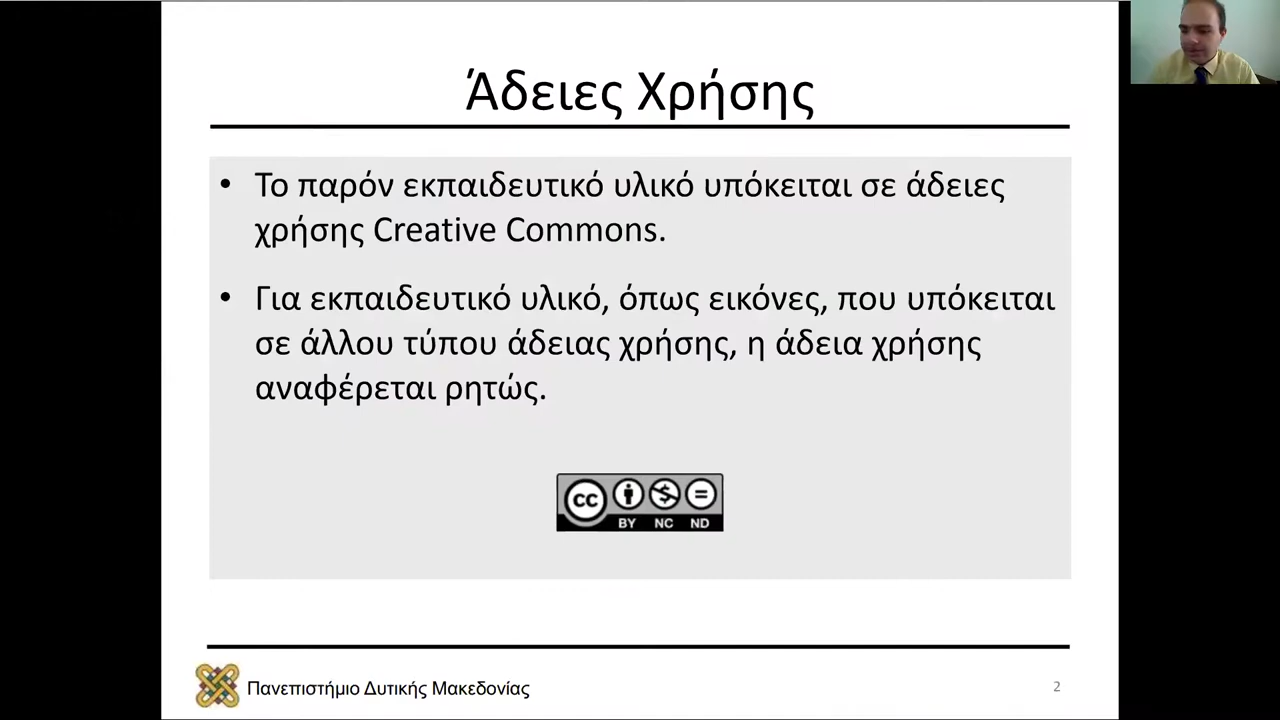 Άδειες Χρήσης
• Το παρόν εκπαιδευτικό υλικό υπόκειται σε άδειες
χρήσης Creative Commons.
• Για εκπαιδευτικό υλικό, όπως εικόνες, που υπόκειται
σε άλλου τύπου άδειας χρήσης, η άδεια χρήσης
αναφέρεται ρητώς.
cc
BY NC ND
Πανεπιστήμιο Δυτικής Μακεδονίας
2